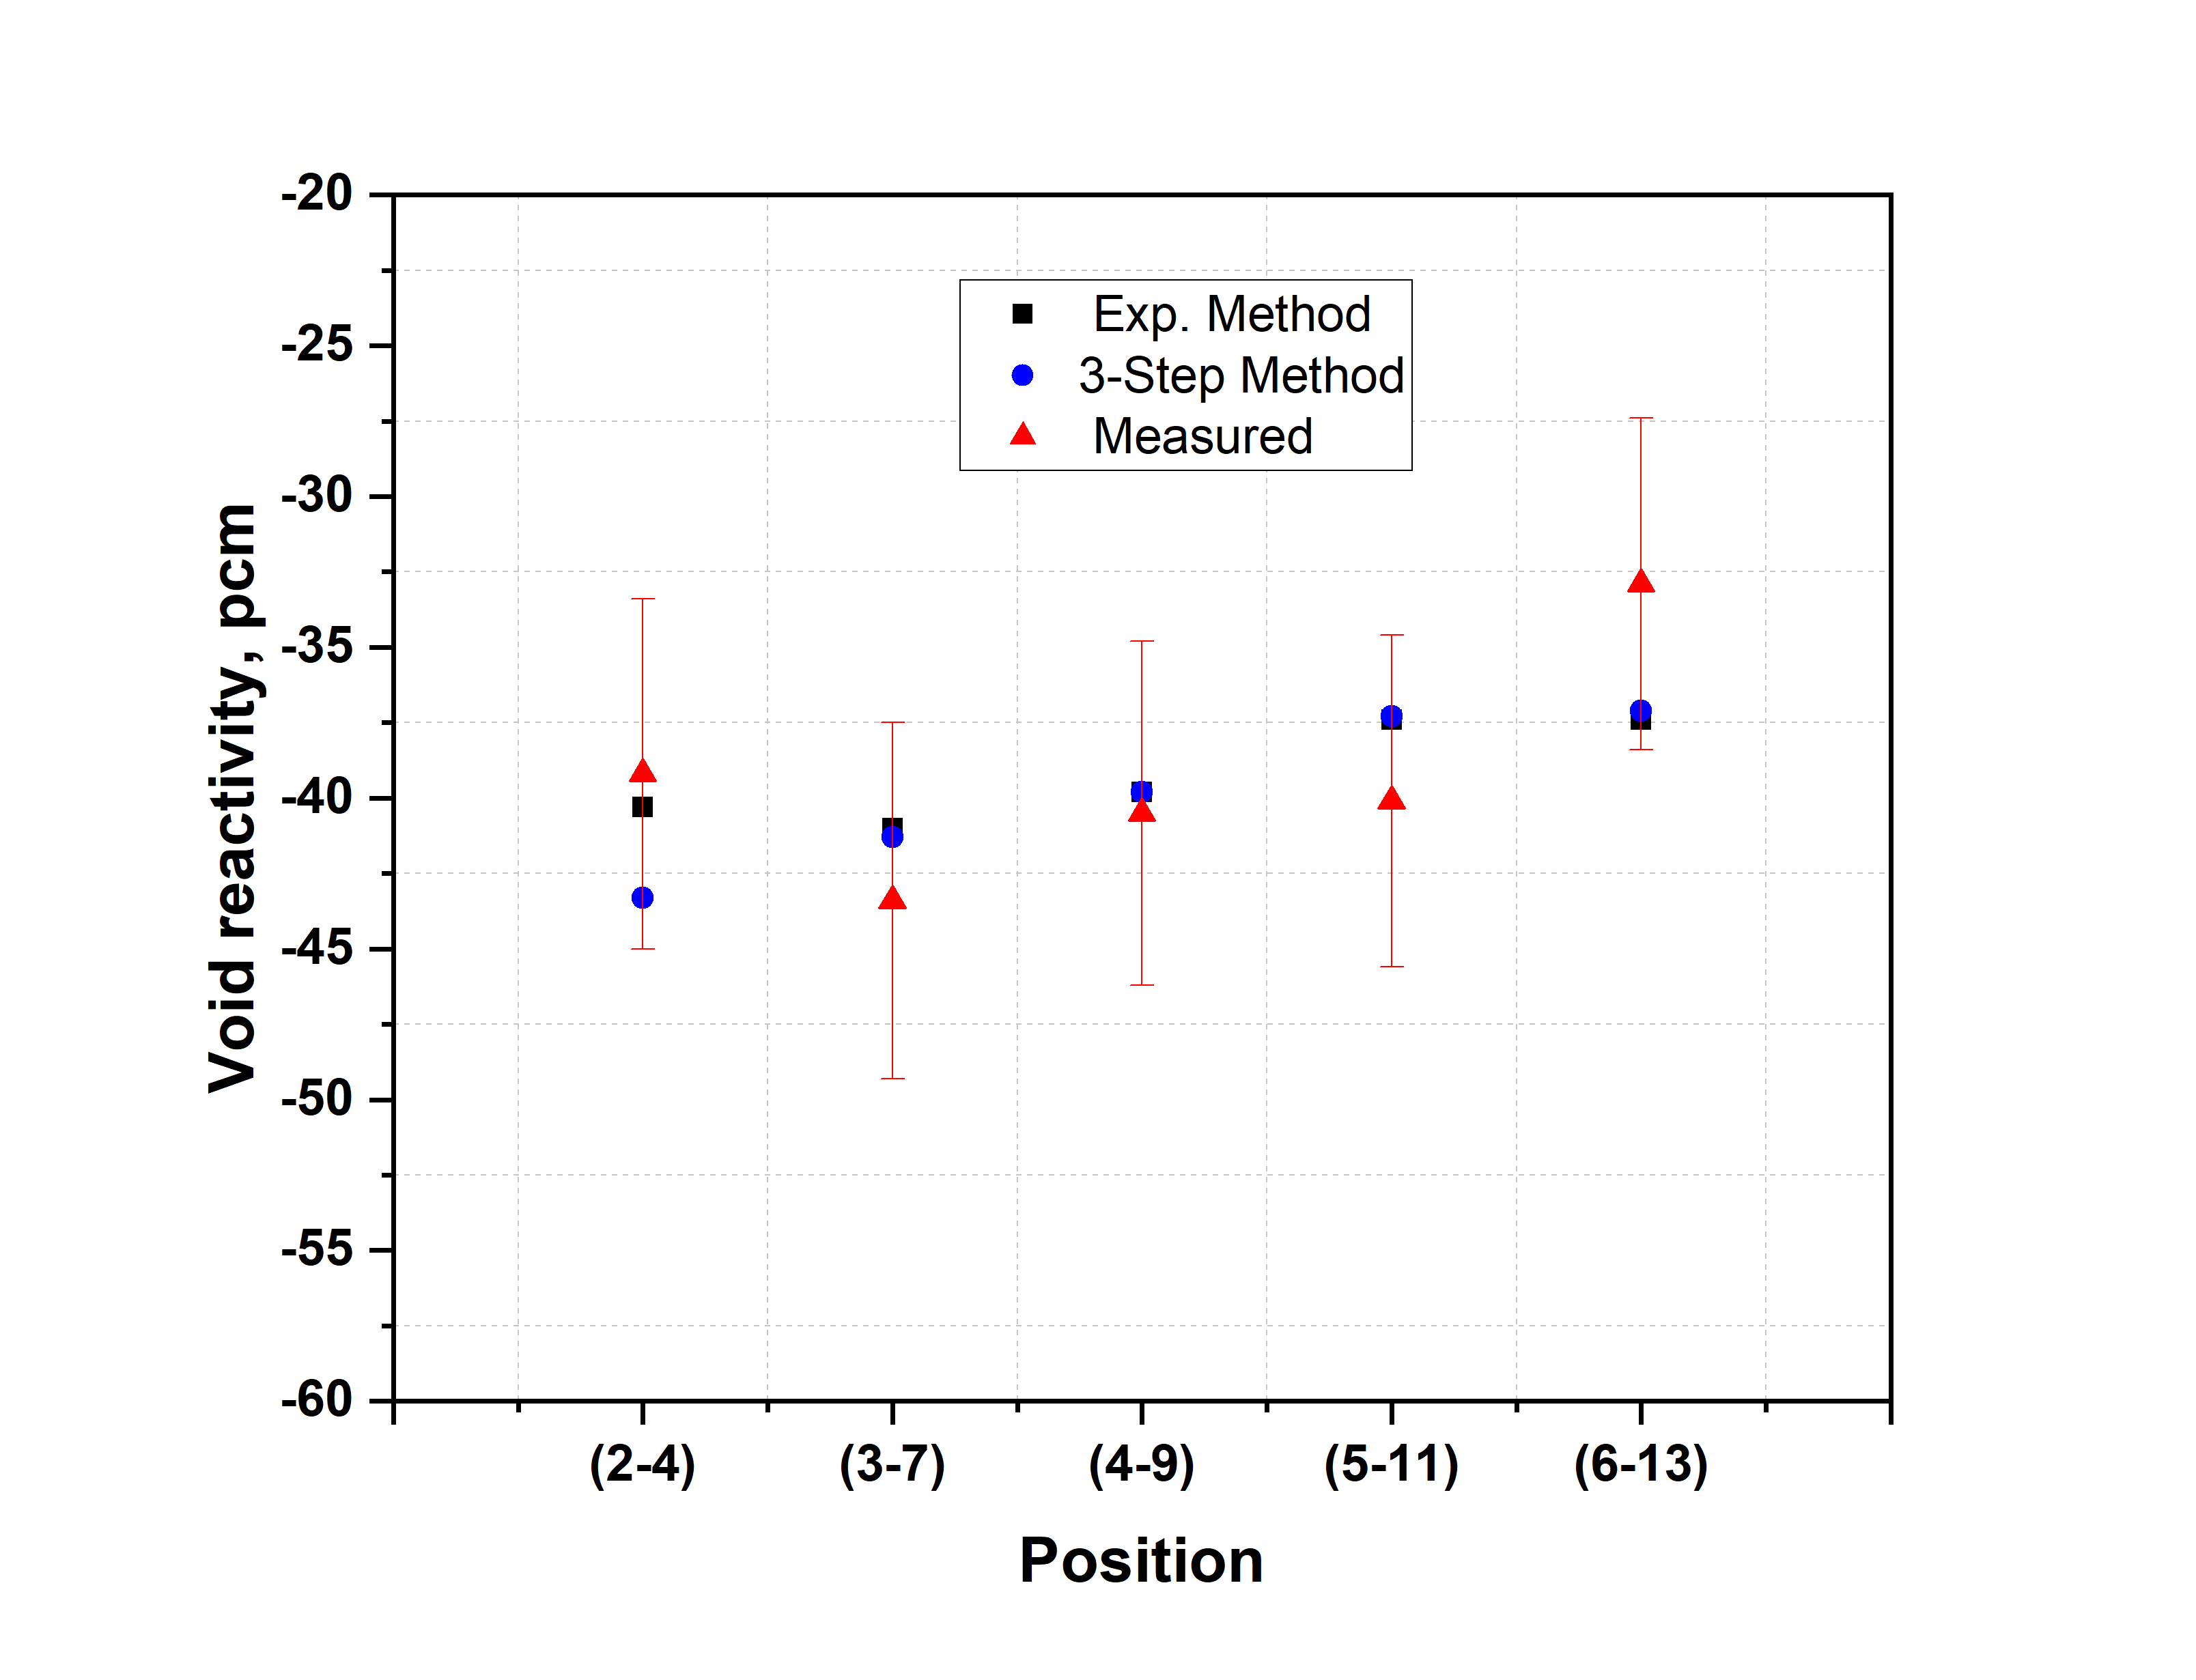 -20
-25
-30
-35
-40
-45
-50
-55
-60
Void reactivity, pcm
Exp. Method
3-Step Method
Measured
(2-4)
(3-7)
(4-9)
(5-11)
(6-13)
Position